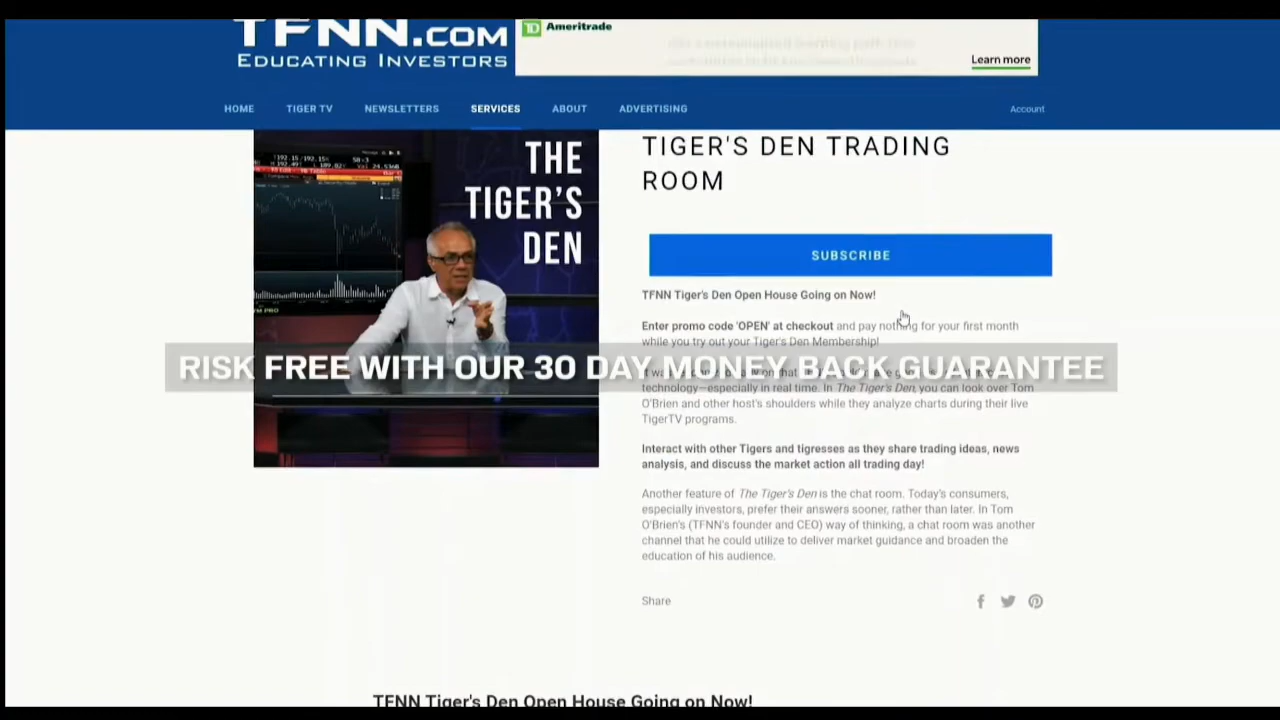 TFNN.COM
EDUCATING INVESTORS
TD Ameritrade
Learn more
HOME TIGER TV NEWSLETTERS SERVICES ABOUT ADVERTISING Account
THE
TIGER'S
DEN
TIGER'S DEN TRADING
ROOM
SUBSCRIBE
TFNN Tiger's Den Open House Going on Now!
Enter promo code 'OPEN' at checkout and pay nothing for your first month
while you try out your Tiger's Den Membership!
RISK FREE WITH OUR 30 DAY MONEY BACK GUARANTEE
technology—especially in real time. In The Tiger's Den, you can look over Tom
O'Brien and other host's shoulders while they analyze charts during their live
TigerTV programs.
Interact with other Tigers and tigresses as they share trading ideas, news
analysis, and discuss the market action all trading day!
Another feature of The Tiger's Den is the chat room. Today's consumers,
especially investors, prefer their answers sooner, rather than later. In Tom
O'Brien's (TFNN's founder and CEO) way of thinking, a chat room was another
channel that he could utilize to deliver market guidance and broaden the
education of his audience.
Share
TFNN Tiger's Den Open House Going on Now!